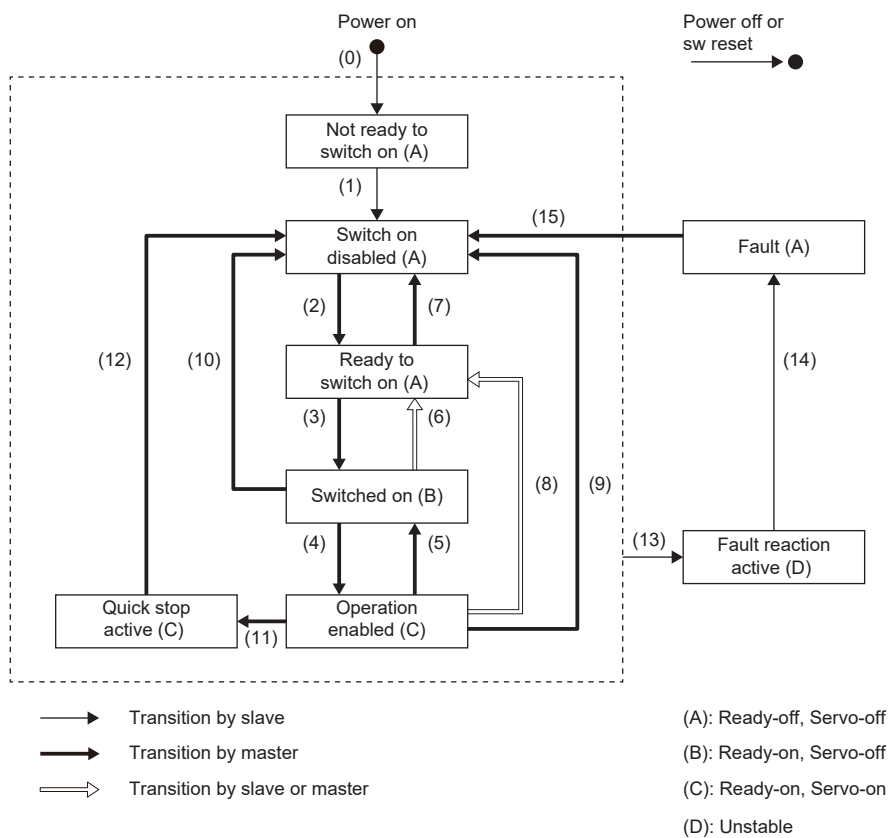 Power on
Power off or
sw reset
(0)
Not ready to
switch on (A)
(1)
Switch on
disabled (A)
(15)
Fault (A)
(2)
(7)
(12)
(10)
Ready to
switch on (A)
(14)
(3)
(6)
Switched on (B)
(8)
(9)
(4)
(5)
(13)
Fault reaction
active (D)
Quick stop
active (C)
(11)
Operation
enabled (C)
Transition by slave
Transition by master
Transition by slave or master
(A): Ready-off, Servo-off
(B): Ready-on, Servo-off
(C): Ready-on, Servo-on
(D): Unstable